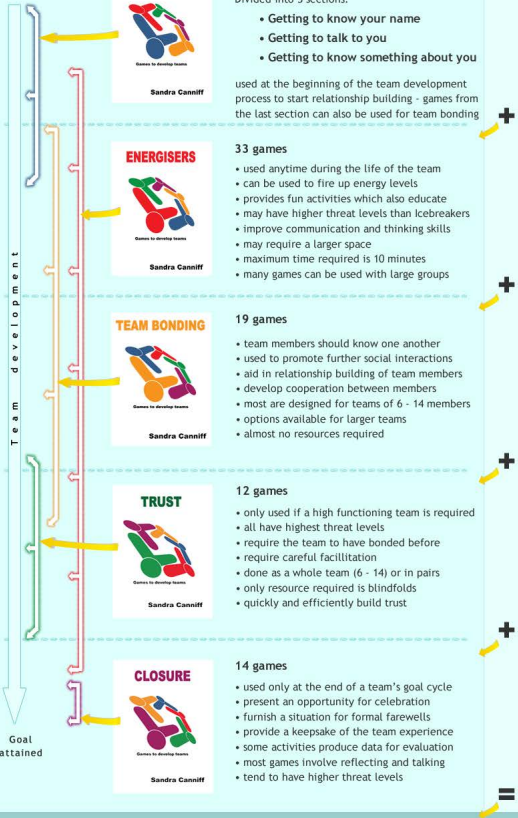 Divided into 3 sections:
• Getting to know your name
• Getting to talk to you
• Getting to know something about you
used at the beginning of the team development
process to start relationship building - games from
the last section can also be used for team bonding
Games to develop teams
Sandra Canniff
+
ENERGISERS
Games to develop teams
Sandra Canniff
33 games
• used anytime during the life of the team
• can be used to fire up energy levels
• provides fun activities which also educate
• may have higher threat levels than Icebreakers
• improve communication and thinking skills
• may require a larger space
• maximum time required is 10 minutes
• many games can be used with large groups
+
Team development
TEAM BONDING
Games to develop teams
Sandra Canniff
19 games
• team members should know one another
• used to promote further social interactions
• aid in relationship building of team members
• develop cooperation between members
• most are designed for teams of 6 - 14 members
• options available for larger teams
• almost no resources required
+
TRUST
Games to develop teams
Sandra Canniff
12 games
• only used if a high functioning team is required
• all have highest threat levels
• require the team to have bonded before
• require careful facillitation
• done as a whole team (6 - 14) or in pairs
• only resource required is blindfolds
• quickly and efficiently build trust
+
CLOSURE
Games to develop teams
Sandra Canniff
14 games
• used only at the end of a team's goal cycle
• present an opportunity for celebration
• furnish a situation for formal farewells
• provide a keepsake of the team experience
• some activities produce data for evaluation
• most games involve reflecting and talking
• tend to have higher threat levels
Goal
attained
=